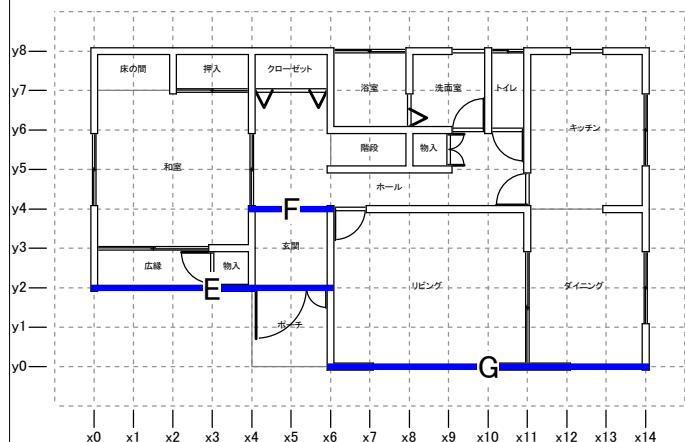 y8
床の間 押入 クローゼット
y7 浴室 洗面室 トイレ
y6 キッチン
階段 物入
y5 和室
ホール
y4 F
y3 玄関
広縁 物入
y2 E リビング ダイニング
y1 ポーチ
y0 G
x0 x1 x2 x3 x4 x5 x6 x7 x8 x9 x10 x11 x12 x13 x14